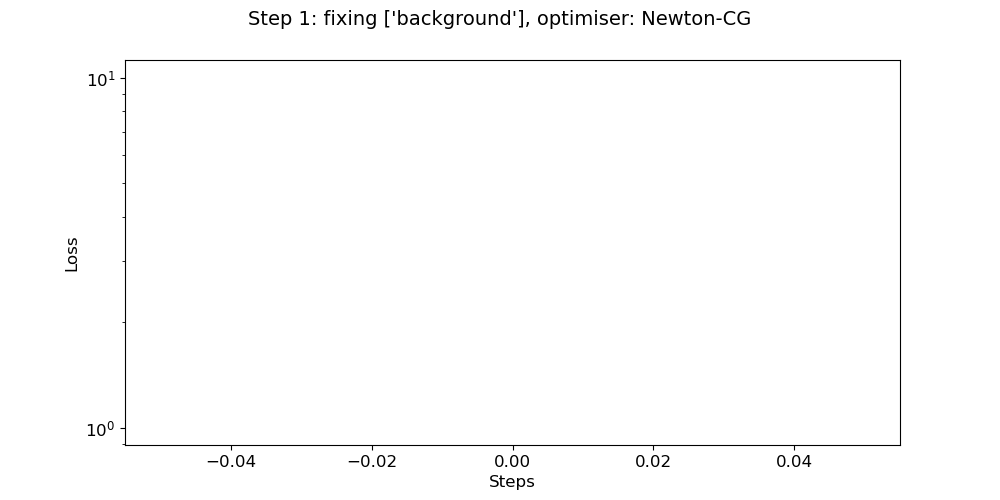 Step 1: fixing ['background'], optimiser: Newton-CG
10¹
Loss
10⁰
−0.04 −0.02 0.00 0.02 0.04
Steps